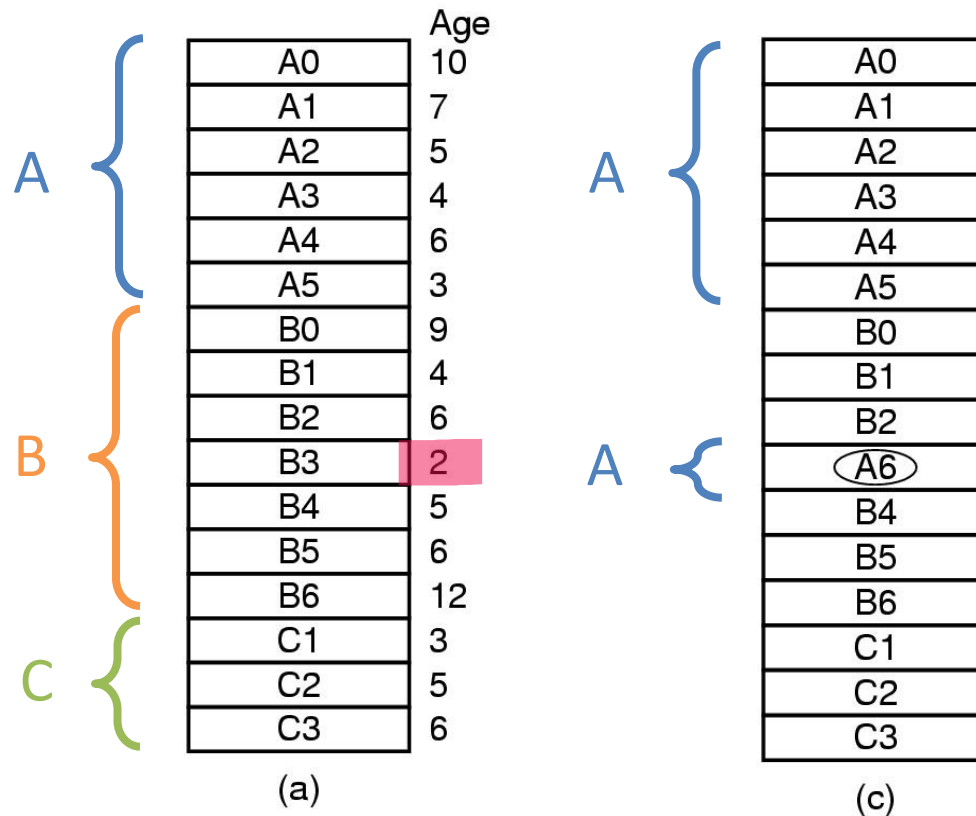 Age
A0 10
A1 7
A2 5
A A3 4
A4 6
A5 3
B0 9
B1 4
B2 6
B B3 2
B4 5
B5 6
B6 12
C1 3
C C2 5
C3 6
(a)
A0
A1
A2
A A3
A4
A5
B0
B1
B2
A A6
B4
B5
B6
C1
C2
C3
(c)